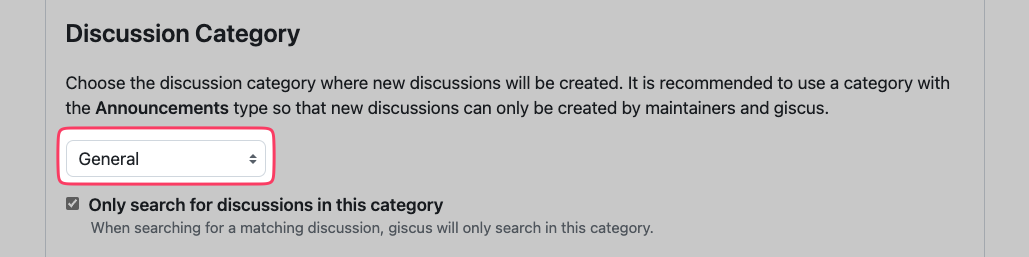 Discussion Category
Choose the discussion category where new discussions will be created. It is recommended to use a category with
the Announcements type so that new discussions can only be created by maintainers and giscus.
General
Only search for discussions in this category
When searching for a matching discussion, giscus will only search in this category.